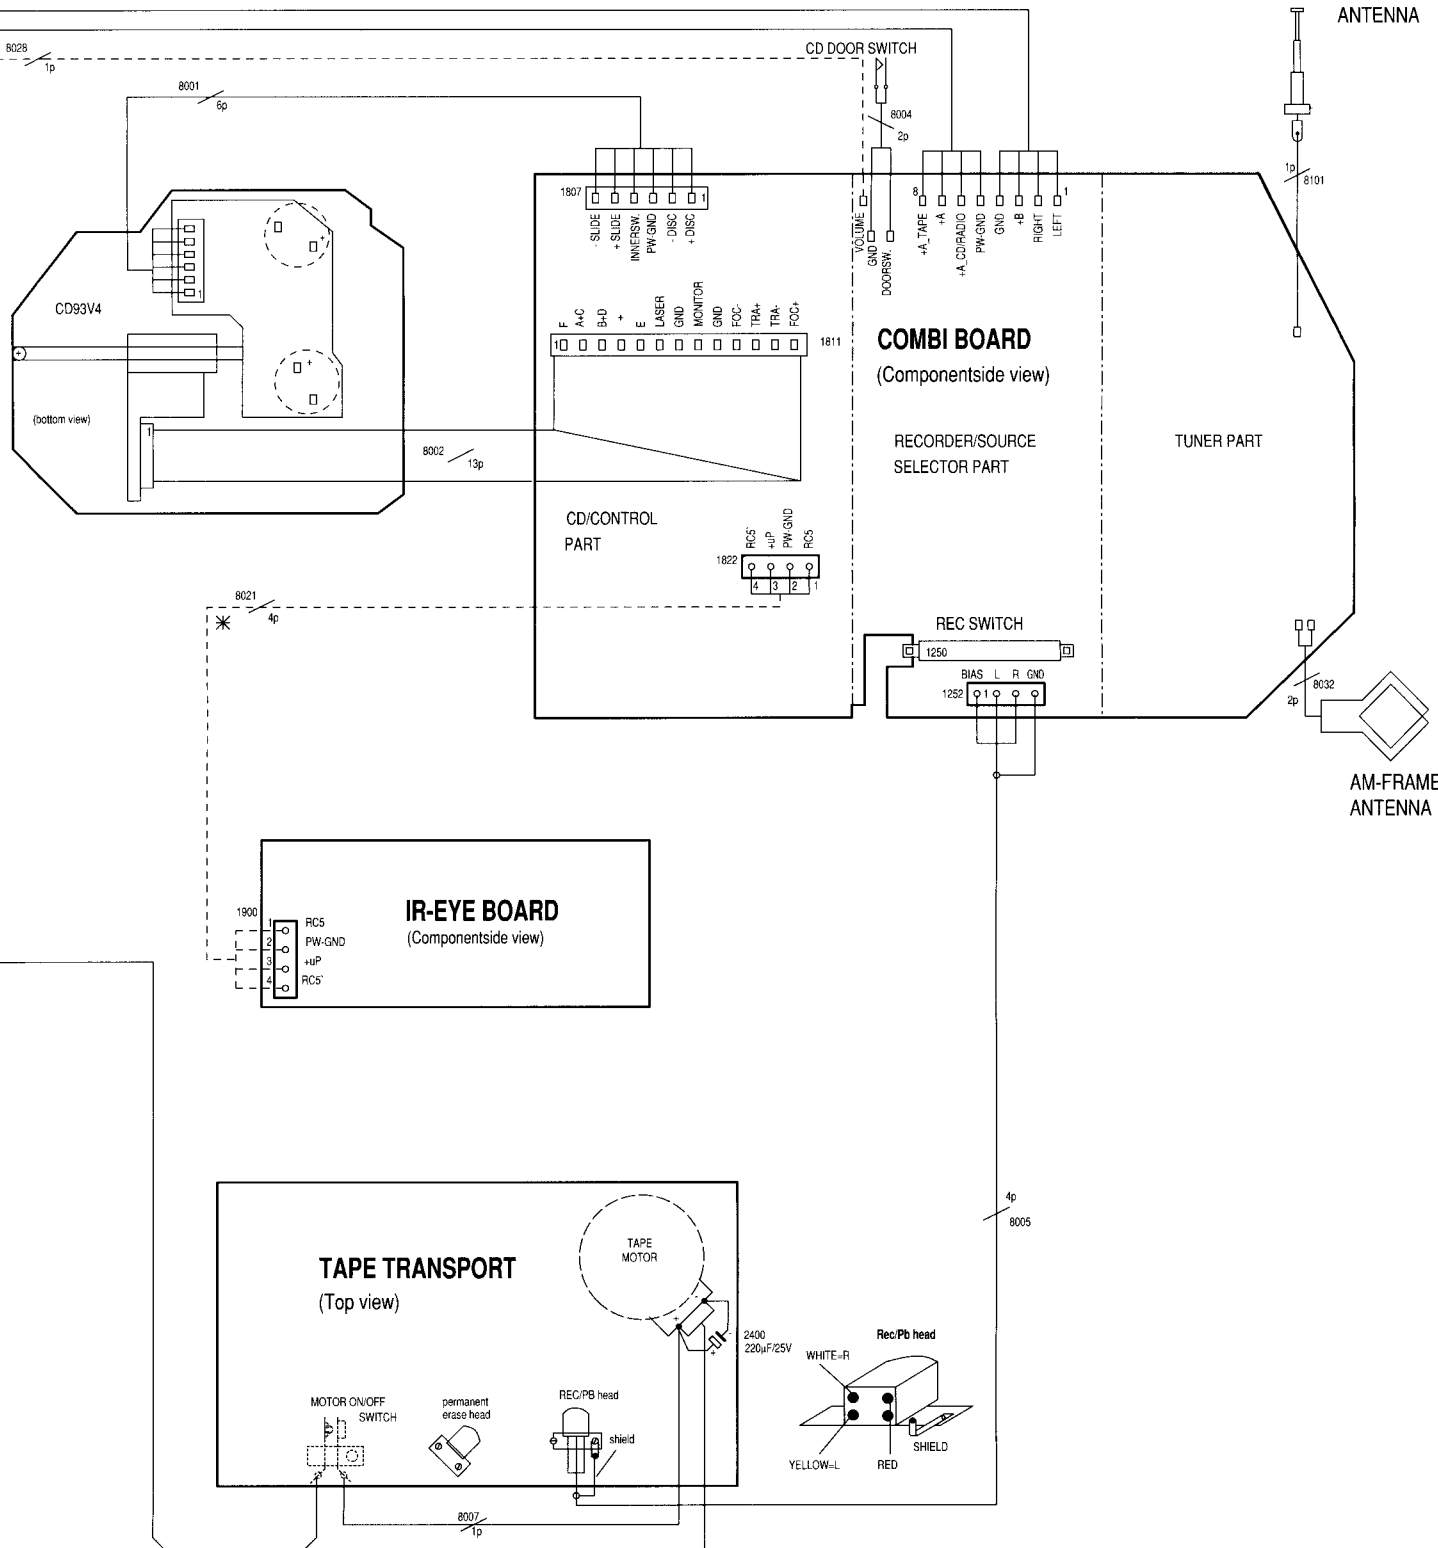 ANTENNA
8028
1p
CD DOOR SWITCH
8001
6p
8004
2p
1p
8101
1807
1
8
1
- SLIDE
+ SLIDE
INNERSW.
PW-GND
- DISC
+ DISC
VOLUME
GND
DOORSW.
+A_TAPE
+A
+A_CD/RADIO
PW-GND
GND
+B
RIGHT
LEFT
+
1
CD93V4
F
A+C
B+D
+
E
LASER
GND
MONITOR
GND
FOC-
TRA+
TRA-
FOC+
1
1811
COMBI BOARD
(Componentside view)
+
+
(bottom view)
1
8002
13p
RECORDER/SOURCE
SELECTOR PART
TUNER PART
CD/CONTROL
PART
RC5`
+uP
PW-GND
RC5
1822
4 3 2 1
8021
4p
REC SWITCH
1250
BIAS L R GND
1252
1
8032
2p
AM-FRAME
ANTENNA
IR-EYE BOARD
(Componentside view)
1900
1 RC5
2 PW-GND
3 +uP
4 RC5`
4p
8005
TAPE
MOTOR
TAPE TRANSPORT
(Top view)
-
+
+
2400
220µF/25V
Rec/Pb head
WHITE=R
MOTOR ON/OFF
SWITCH
permanent
erase head
REC/PB head
shield
SHIELD
YELLOW=L
RED
8007
1p